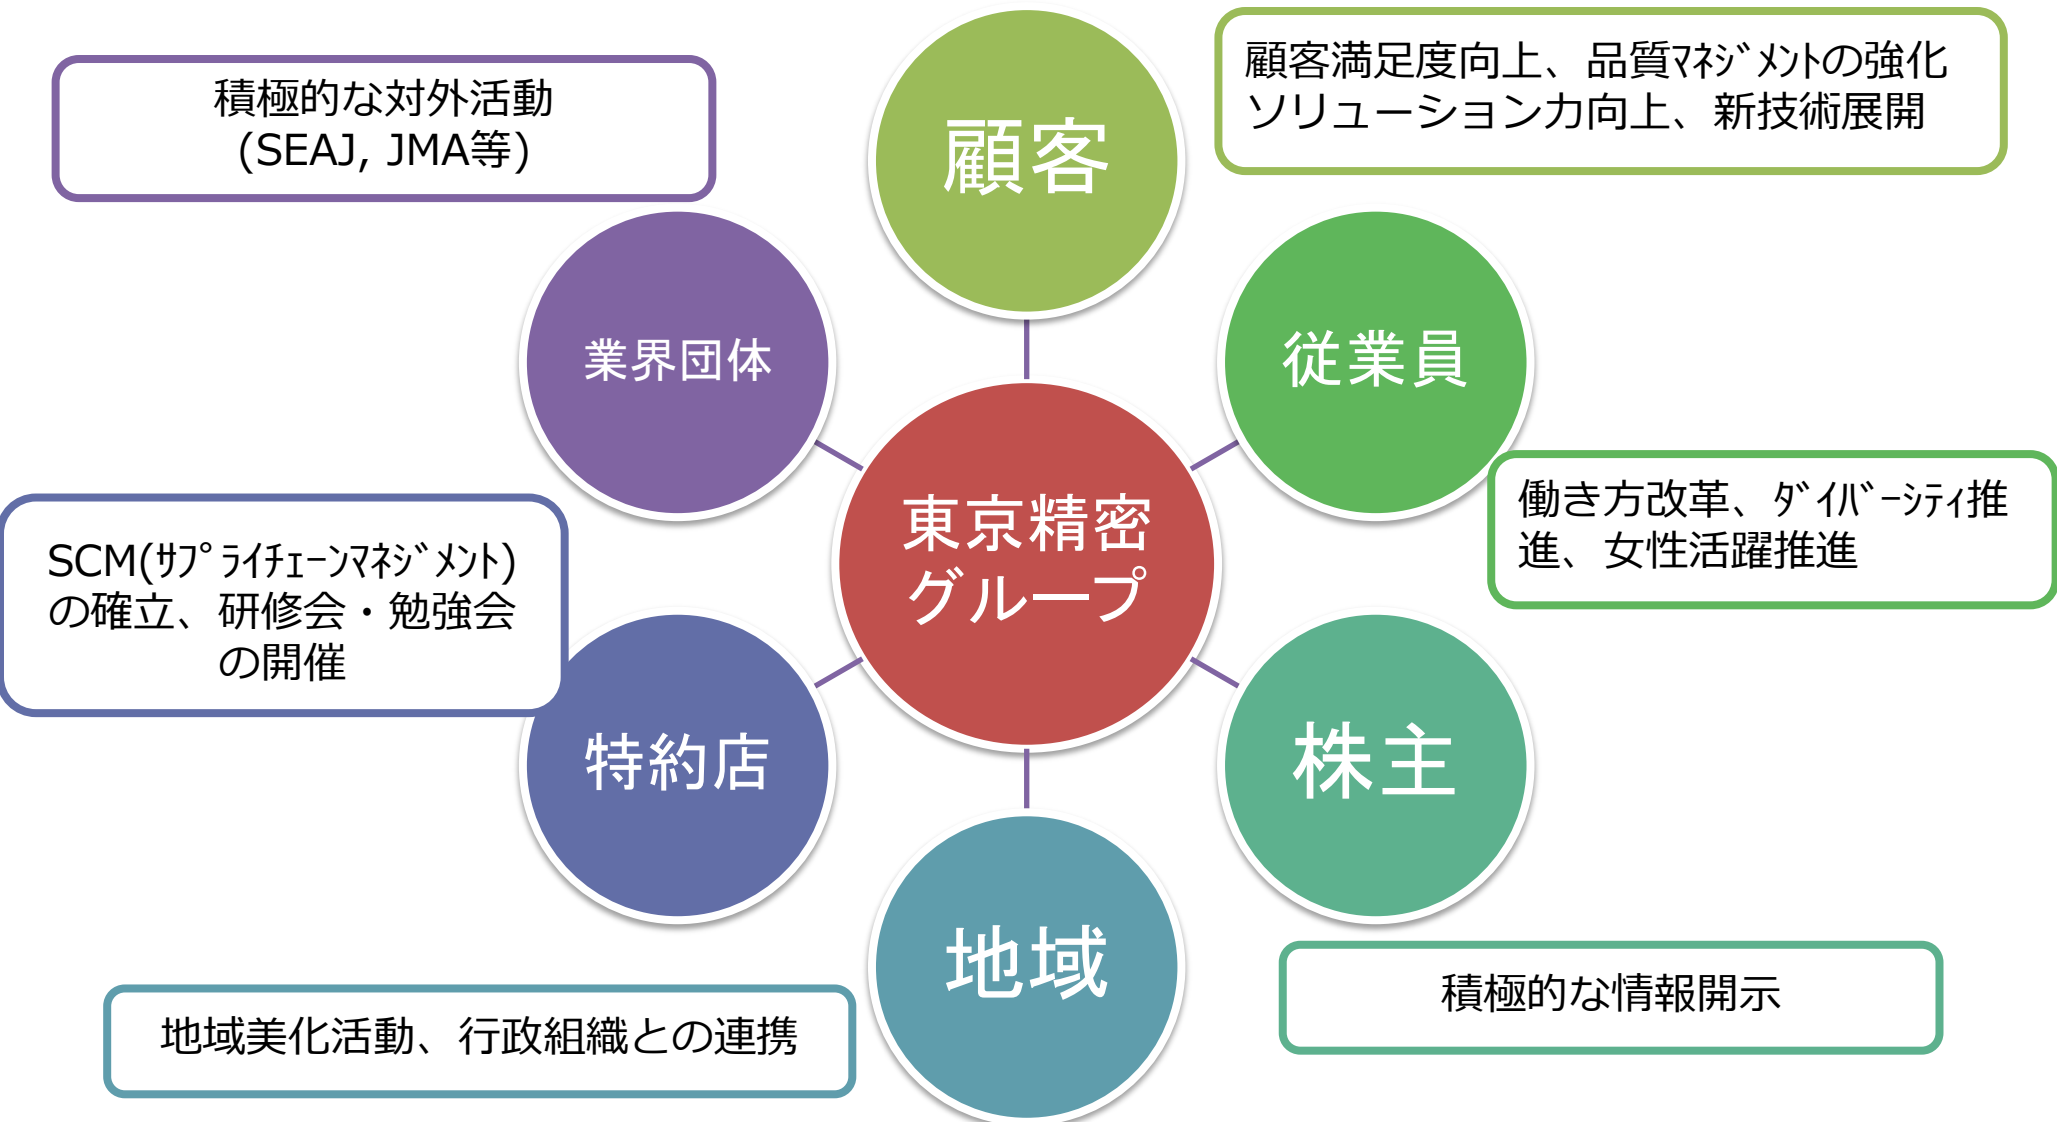 積極的な対外活動
(SEAJ, JMA等)
顧客
顧客満足度向上、品質ﾏﾈｼﾞﾒﾝﾄの強化
ソリューション力向上、新技術展開
業界団体
従業員
東京精密
グループ
働き方改革、ﾀﾞｲﾊﾞｰｼﾃｨ推
進、女性活躍推進
SCM(ｻﾌﾟﾗｲﾁｪｰﾝﾏﾈｼﾞﾒﾝﾄ)
の確立、研修会・勉強会
の開催
特約店
株主
地域
積極的な情報開示
地域美化活動、行政組織との連携